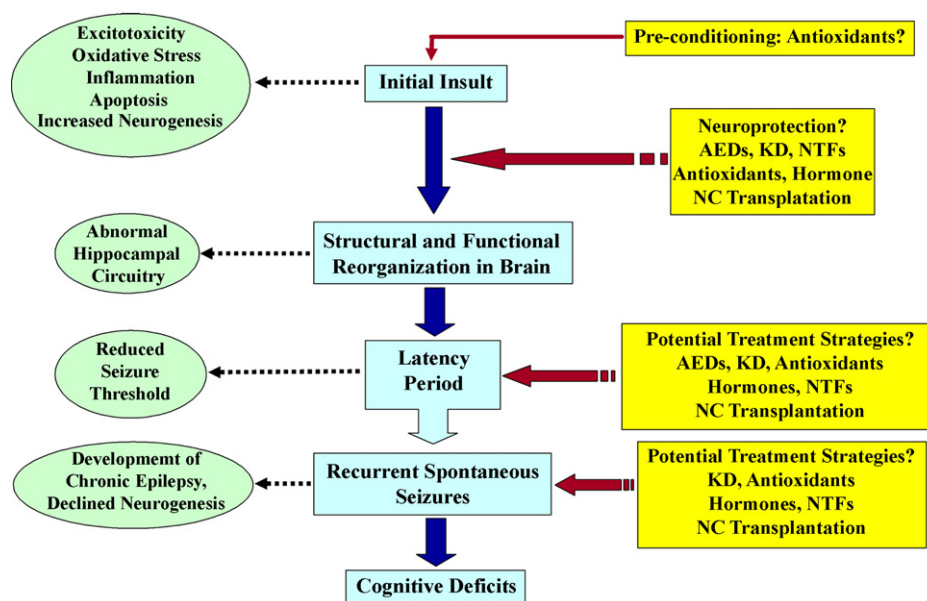 Excitotoxicity
Oxidative Stress
Inflammation
Apoptosis
Increased Neurogenesis
Initial Insult
Pre-conditioning: Antioxidants?
Neuroprotection?
AEDs, KD, NTFs
Antioxidants, Hormone
NC Transplatation
Abnormal
Hippocampal
Circuitry
Structural and Functional
Reorganization in Brain
Reduced
Seizure
Threshold
Latency
Period
Potential Treatment Strategies?
AEDs, KD, Antioxidants
Hormones, NTFs
NC Transplantation
Developmemt of
Chronic Epilepsy,
Declined Neurogenesis
Recurrent Spontaneous
Seizures
Potential Treatment Strategies?
KD, Antioxidants
Hormones, NTFs
NC Transplantation
Cognitive Deficits